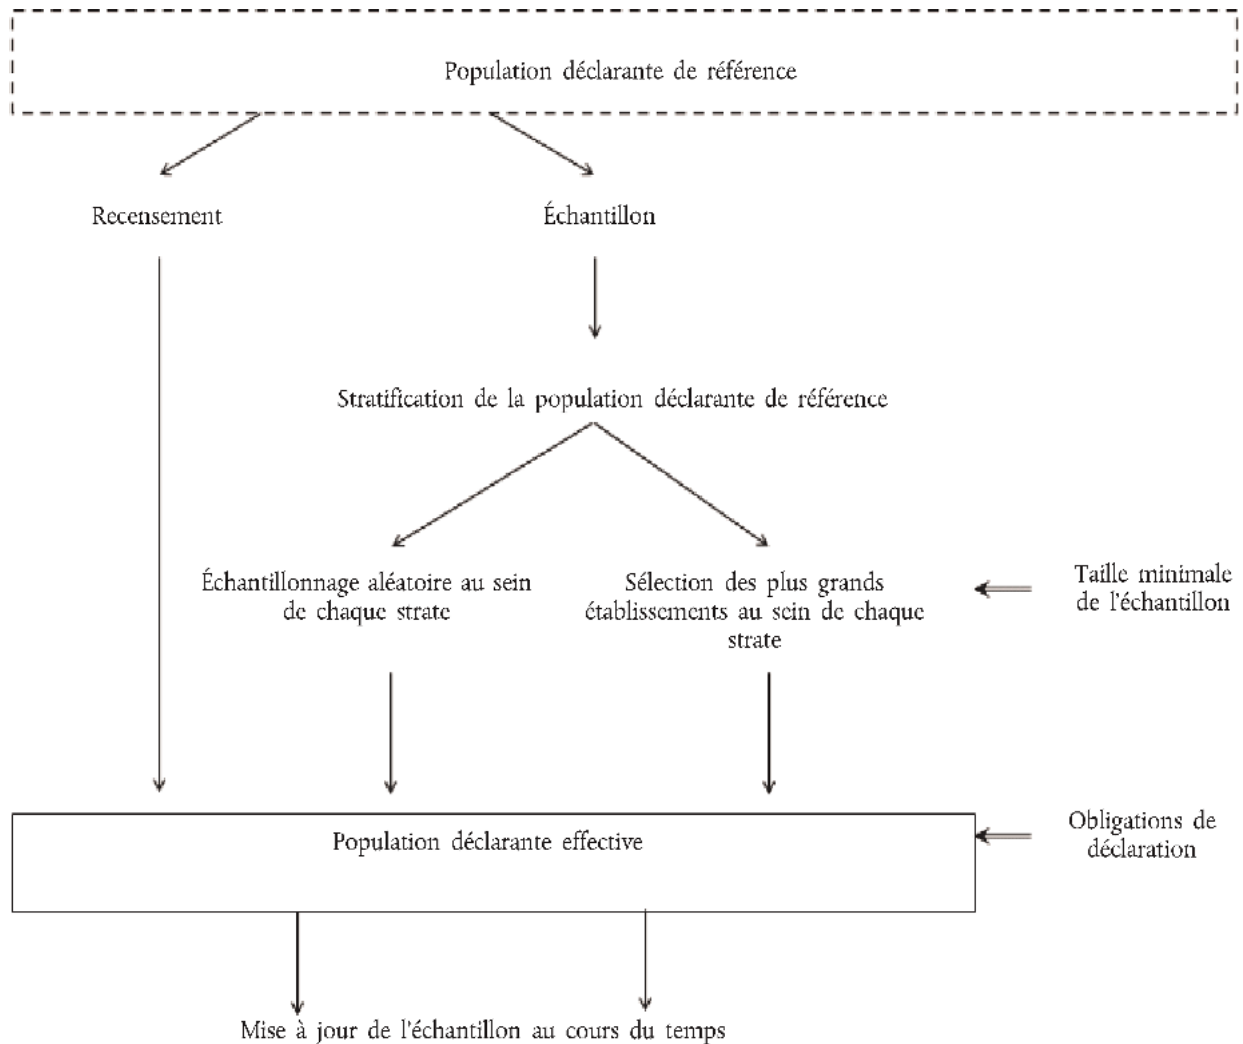 Population déclarante de référence
Recensement
Échantillon
Stratification de la population déclarante de référence
Échantillonnage aléatoire au sein
de chaque strate
Sélection des plus grands
établissements au sein de chaque
strate
Taille minimale
de l'échantillon
Population déclarante effective
Obligations de
déclaration
Mise à jour de l'échantillon au cours du temps